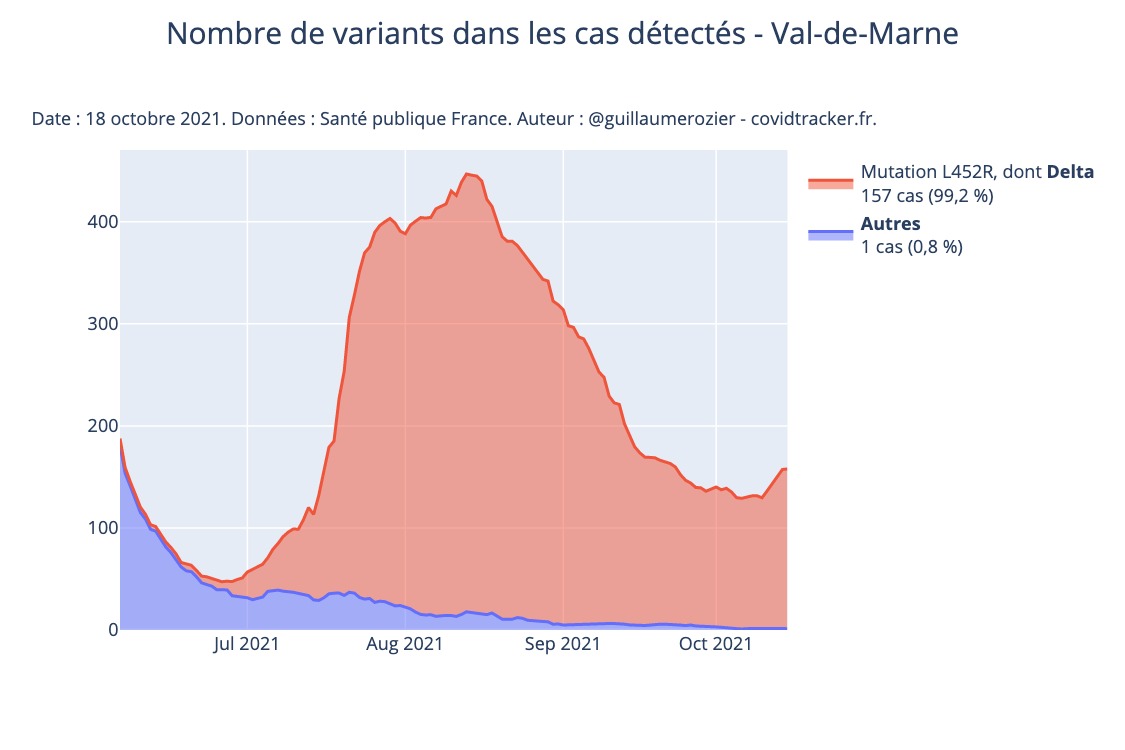 Nombre de variants dans les cas détectés - Val-de-Marne
Date : 18 octobre 2021. Données : Santé publique France. Auteur : @guillaumerozier - covidtracker.fr.
Mutation L452R, dont Delta
157 cas (99,2 %)
Autres
1 cas (0,8 %)
400
300
200
100
0
Jul 2021
Aug 2021
Sep 2021
Oct 2021